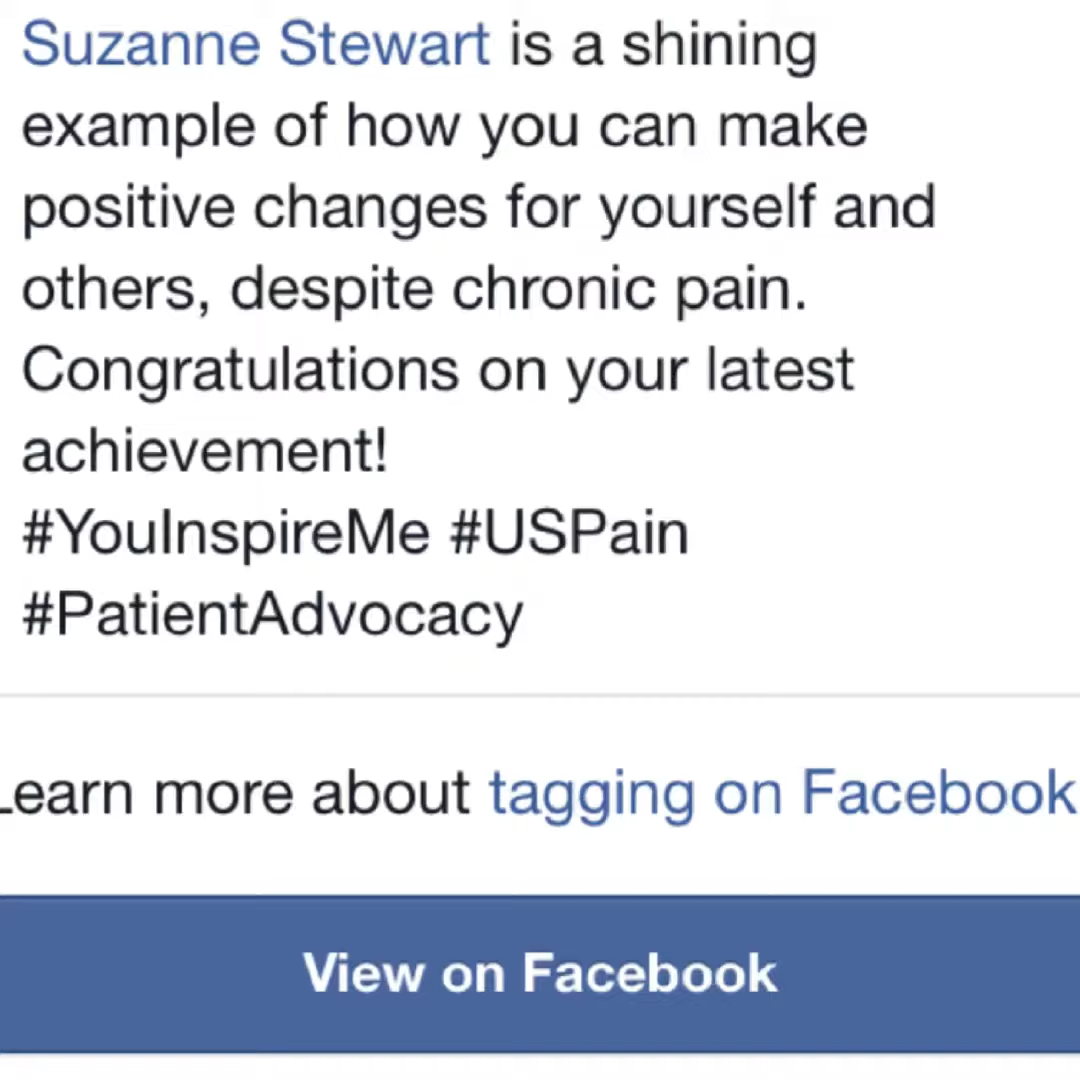 Suzanne Stewart is a shining
example of how you can make
positive changes for yourself and
others, despite chronic pain.
Congratulations on your latest
achievement!
#YouInspireMe #USPain
#PatientAdvocacy
Learn more about tagging on Facebook
View on Facebook